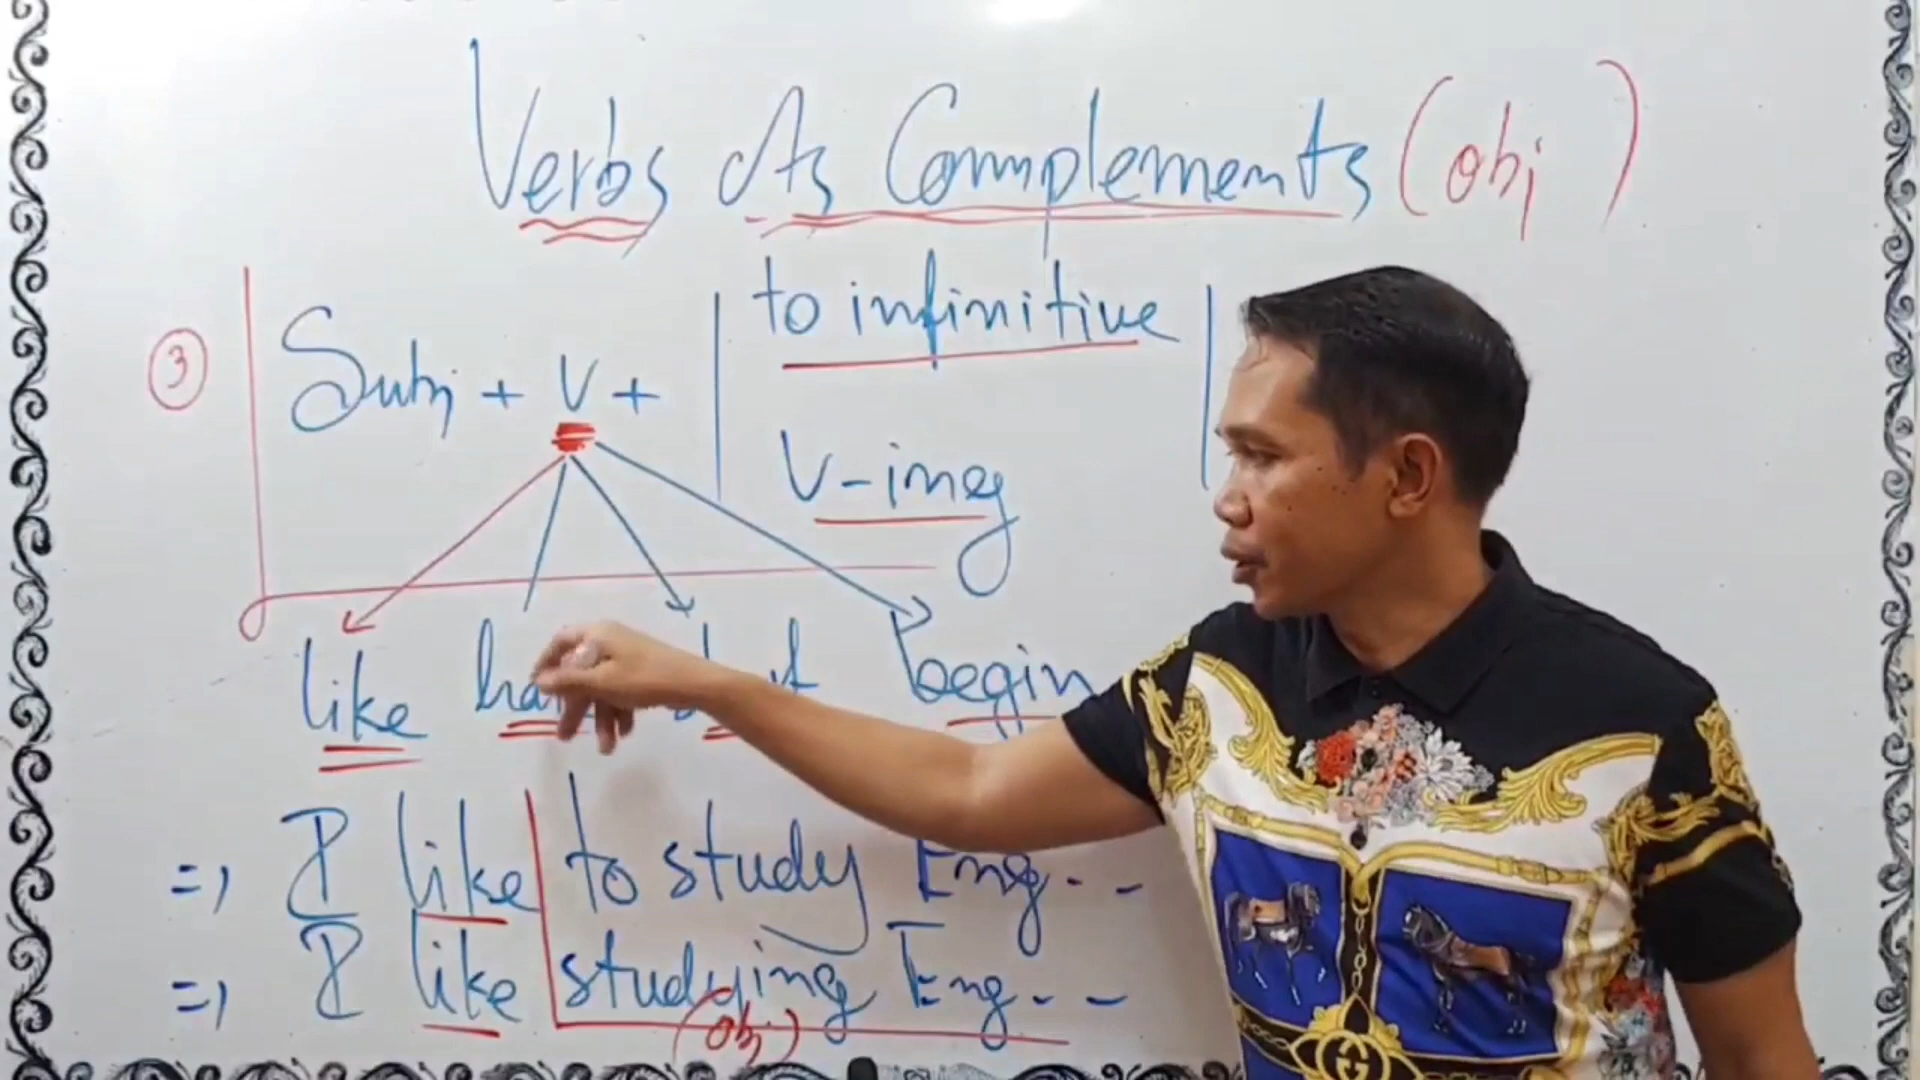 Verbs As Complements (obj)
to infinitive
3 Subj + V +
V-ing
like begin
=> I like to study Eng--
=> I like studying Eng--
(obj)